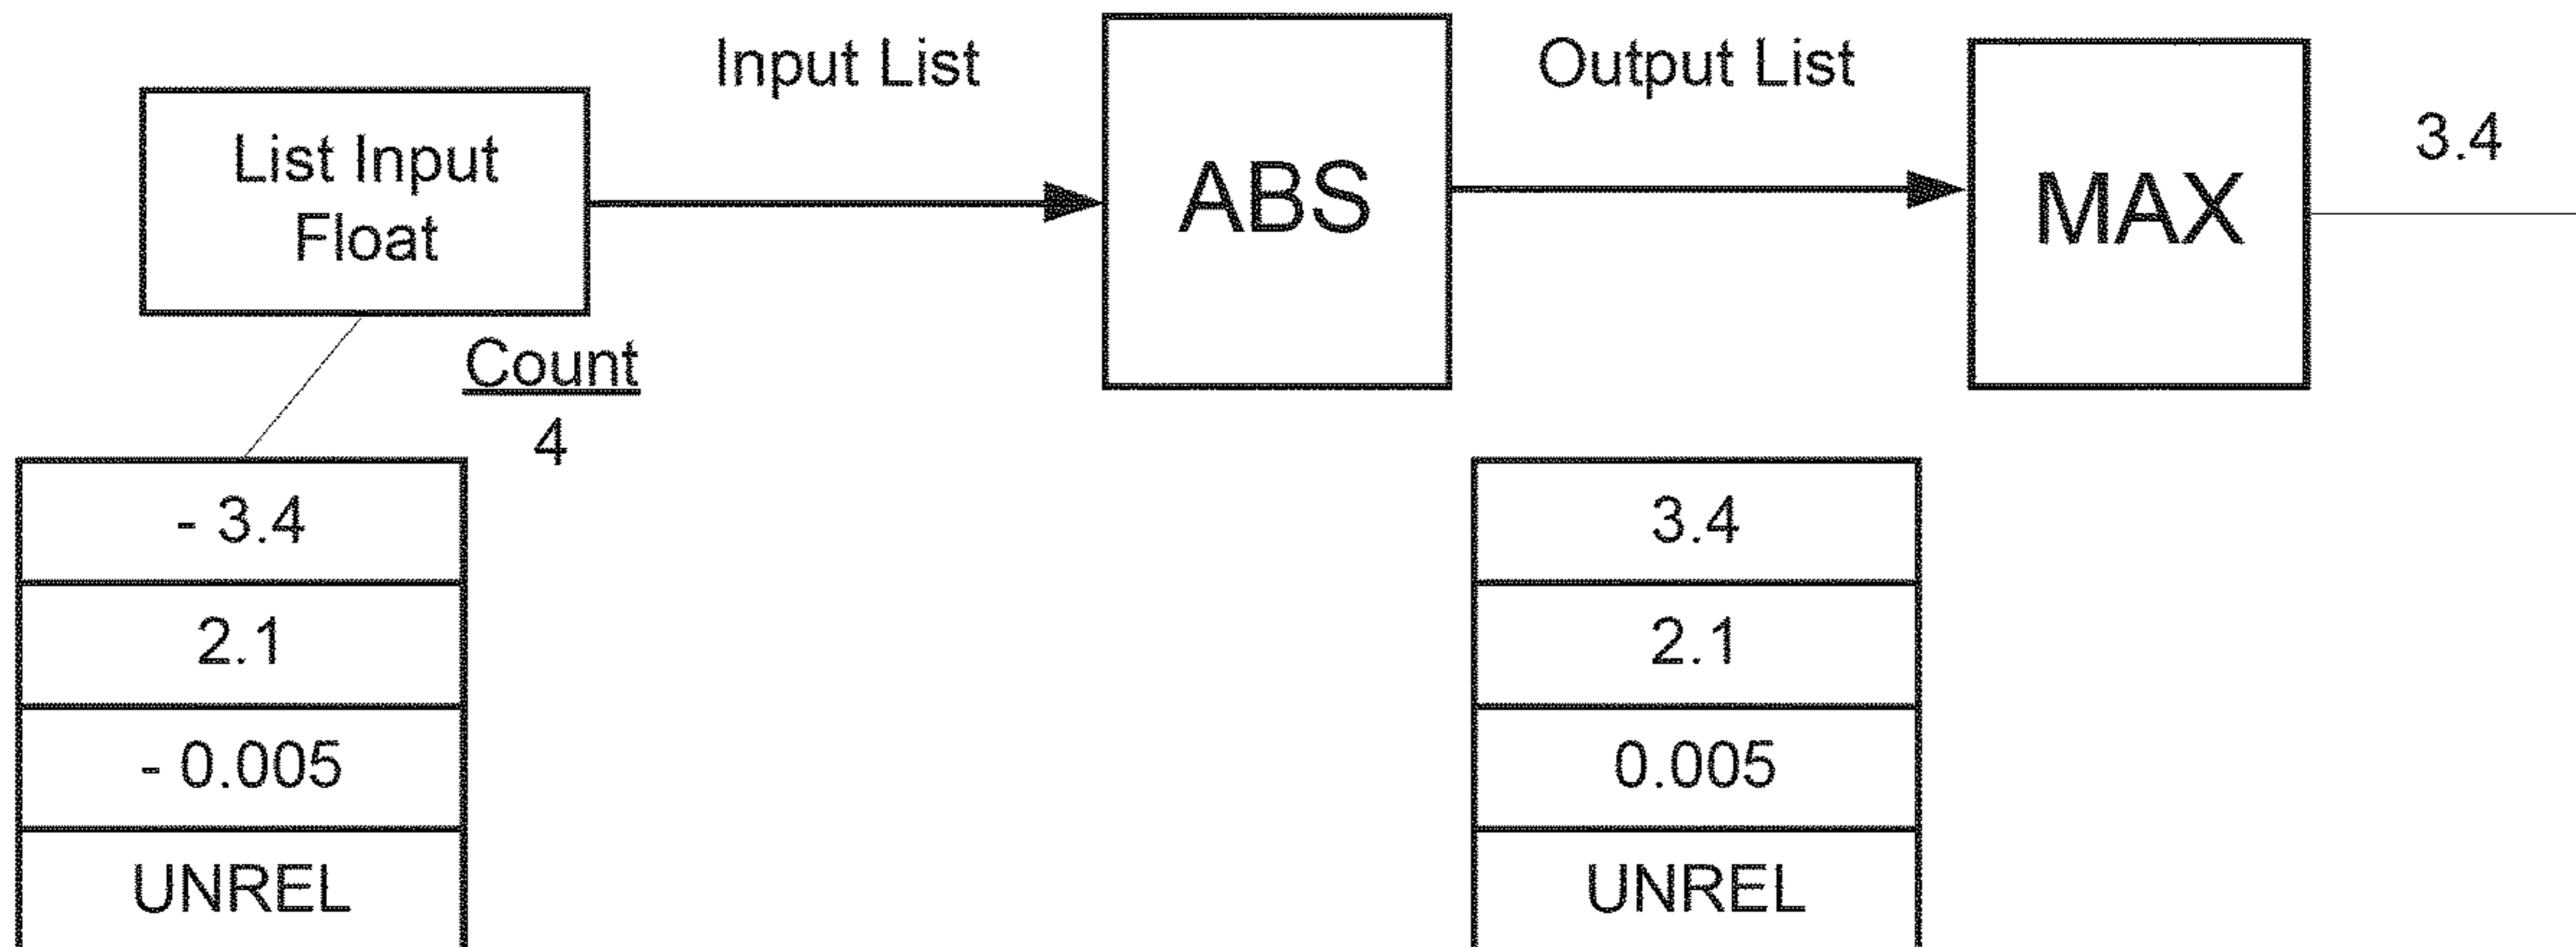 Input List
Output List
List Input
Float
ABS
MAX
3.4
Count
4
- 3.4
2.1
- 0.005
UNREL
3.4
2.1
0.005
UNREL